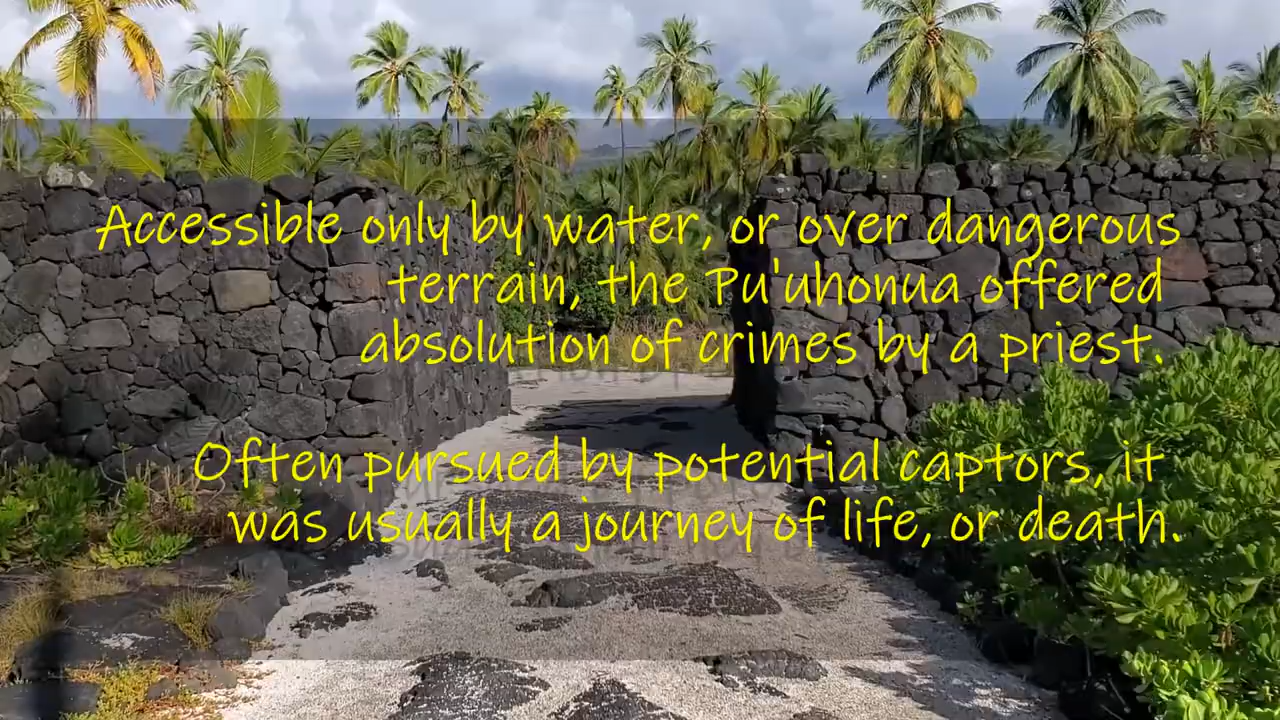 Accessible only by water, or over dangerous
terrain, the Pu'uhonua offered
absolution of crimes by a priest.
Often pursued by potential captors, it
was usually a journey of life, or death.